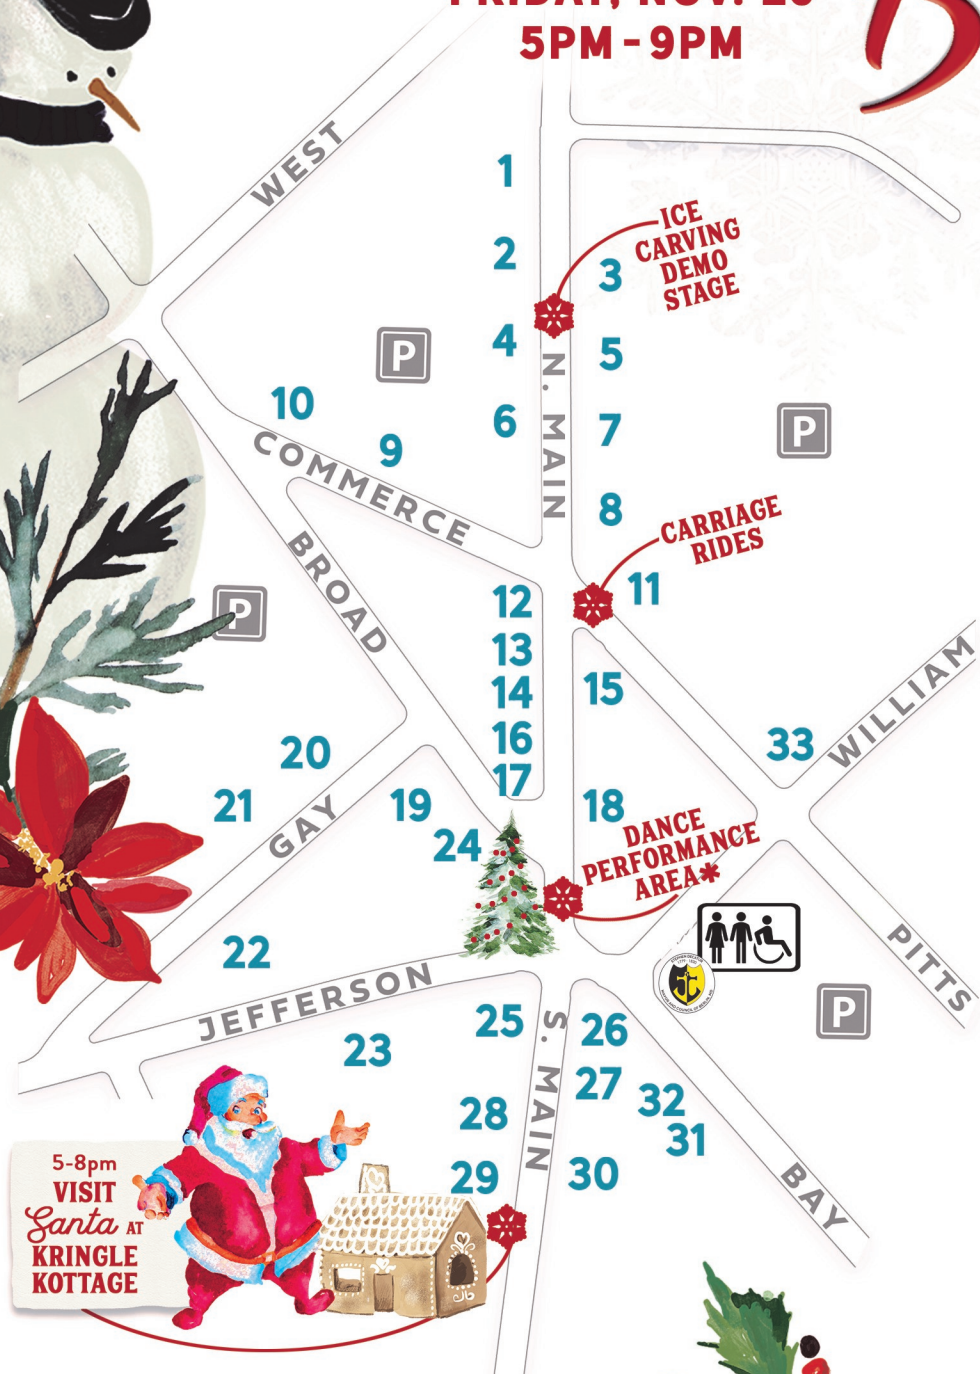 5PM - 9PM
WEST
1
ICE
CARVING
DEMO
STAGE
2
3
4
5
P
N. MAIN
10
6
7
P
9
COMMERCE
8
CARRIAGE
RIDES
BROAD
11
12
P
13
WILLIAM
14
15
16
33
20
17
21
GAY
19
18
24
DANCE
PERFORMANCE
AREA*
22
PITTS
JEFFERSON
P
25
S. MAIN
26
23
27
28
32
31
29
30
BAY
5-8pm
VISIT
Santa AT
KRINGLE
KOTTAGE